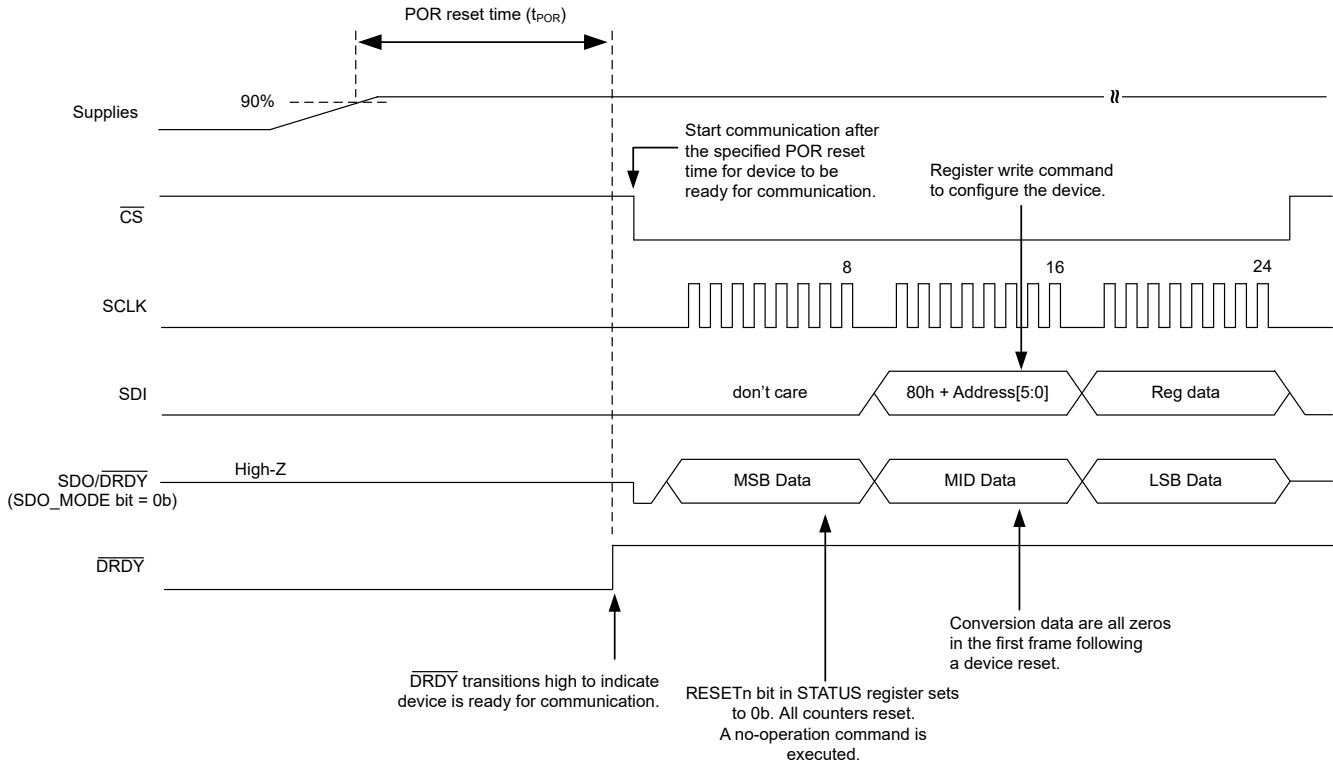 POR reset time (tPOR)
90%
Supplies
Start communication after
the specified POR reset
time for device to be
ready for communication.
Register write command
to configure the device.
CS
8
16
24
SCLK
SDI
don't care
80h + Address[5:0]
Reg data
High-Z
SDO/DRDY
(SDO_MODE bit = 0b)
MSB Data
MID Data
LSB Data
DRDY
Conversion data are all zeros
in the first frame following
a device reset.
DRDY transitions high to indicate
device is ready for communication.
RESETn bit in STATUS register sets
to 0b. All counters reset.
A no-operation command is
executed.